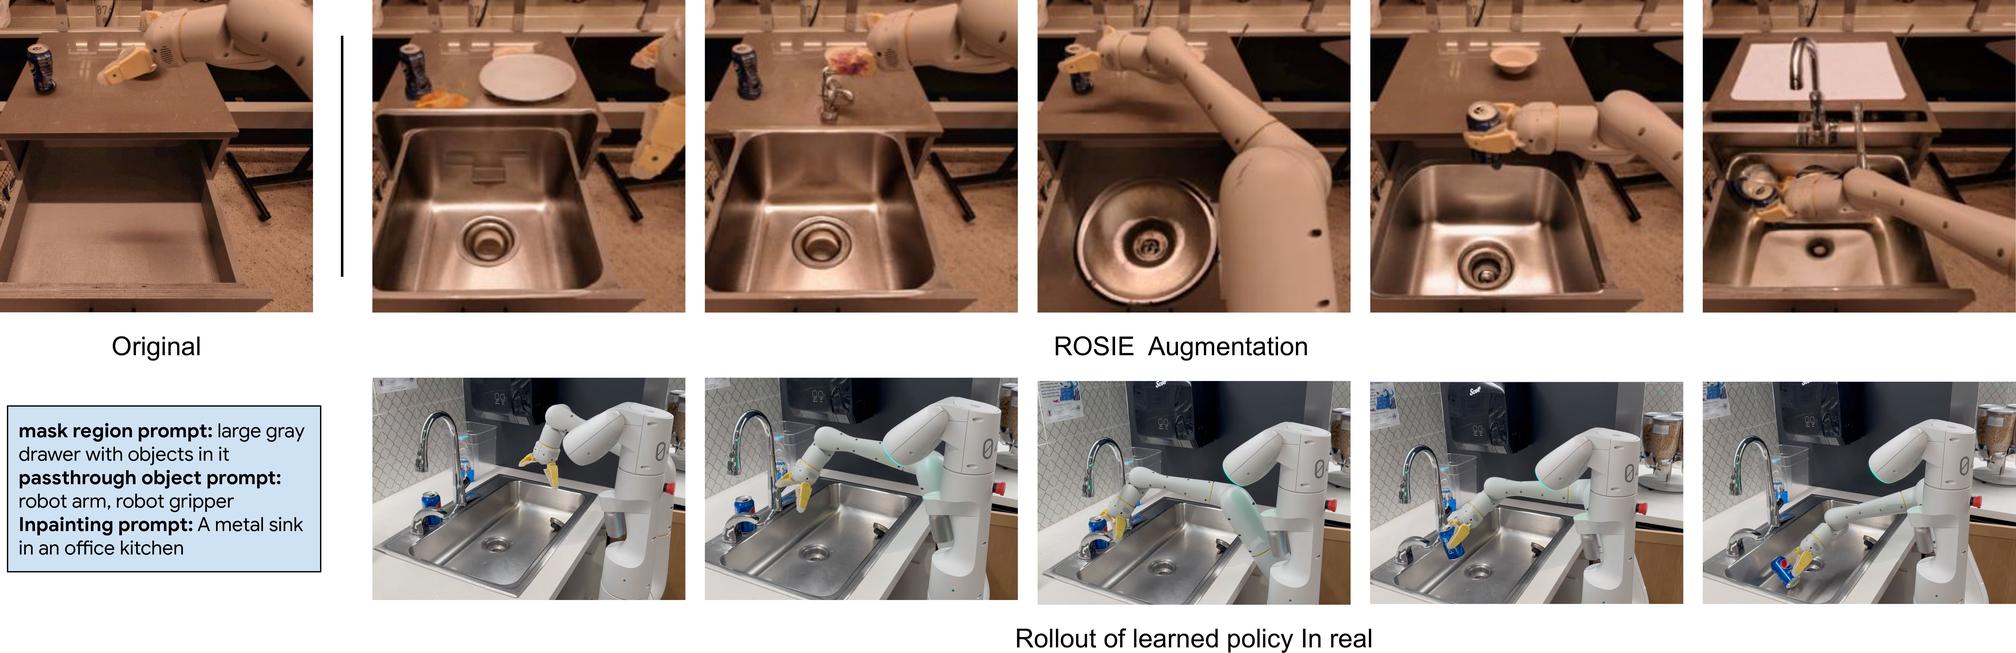 Original
ROSIE Augmentation
mask region prompt: large gray
drawer with objects in it
passthrough object prompt:
robot arm, robot gripper
Inpainting prompt: A metal sink
in an office kitchen
Rollout of learned policy In real